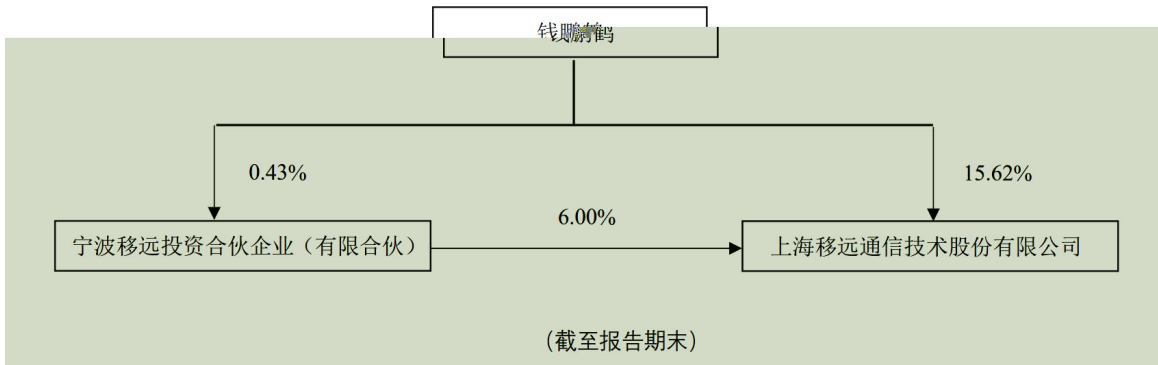 钱鹏鹤
0.43%
15.62%
6.00%
宁波移远投资合伙企业（有限合伙）
上海移远通信技术股份有限公司
（截至报告期末）